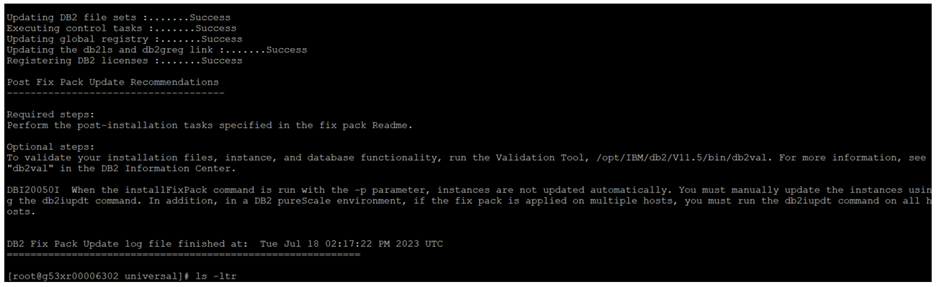 Updating DB2 file sets :.......Success
Executing control tasks :.......Success
Updating global registry :.......Success
Updating the db2ls and db2greg link :.......Success
Registering DB2 licenses :.......Success
Post Fix Pack Update Recommendations
-------------------------------------
Required steps:
Perform the post-installation tasks specified in the fix pack Readme.
Optional steps:
To validate your installation files, instance, and database functionality, run the Validation Tool, /opt/IBM/db2/V11.5/bin/db2val. For more information, see
"db2val" in the DB2 Information Center.
DBI20050I  When the installFixPack command is run with the -p parameter, instances are not updated automatically. You must manually update the instances usin
g the db2iupdt command. In addition, in a DB2 pureScale environment, if the fix pack is applied on multiple hosts, you must run the db2iupdt command on all h
osts.
DB2 Fix Pack Update log file finished at:  Tue Jul 18 02:17:22 PM 2023 UTC
============================================================
[root@g53xr00006302 universal]# ls -ltr